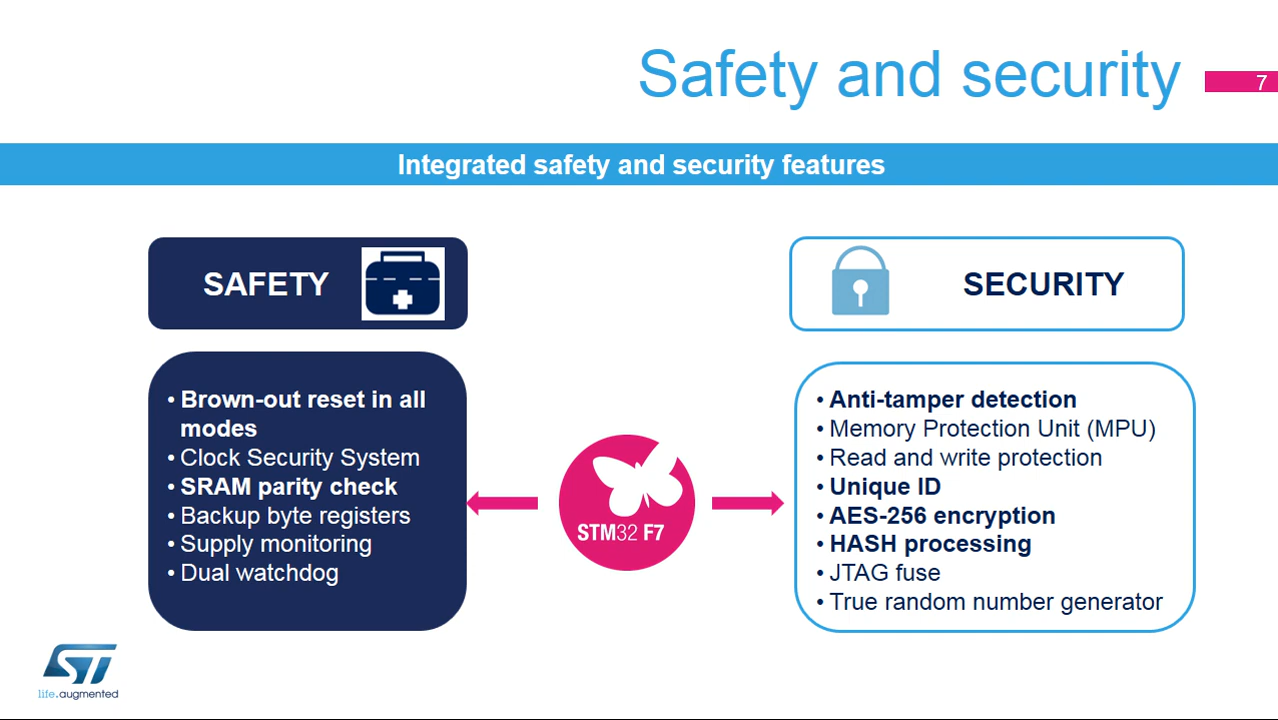 Safety and security
7
Integrated safety and security features
SAFETY
• Brown-out reset in all
modes
• Clock Security System
• SRAM parity check
• Backup byte registers
• Supply monitoring
• Dual watchdog
STM32 F7
SECURITY
• Anti-tamper detection
• Memory Protection Unit (MPU)
• Read and write protection
• Unique ID
• AES-256 encryption
• HASH processing
• JTAG fuse
• True random number generator
ST
life.augmented